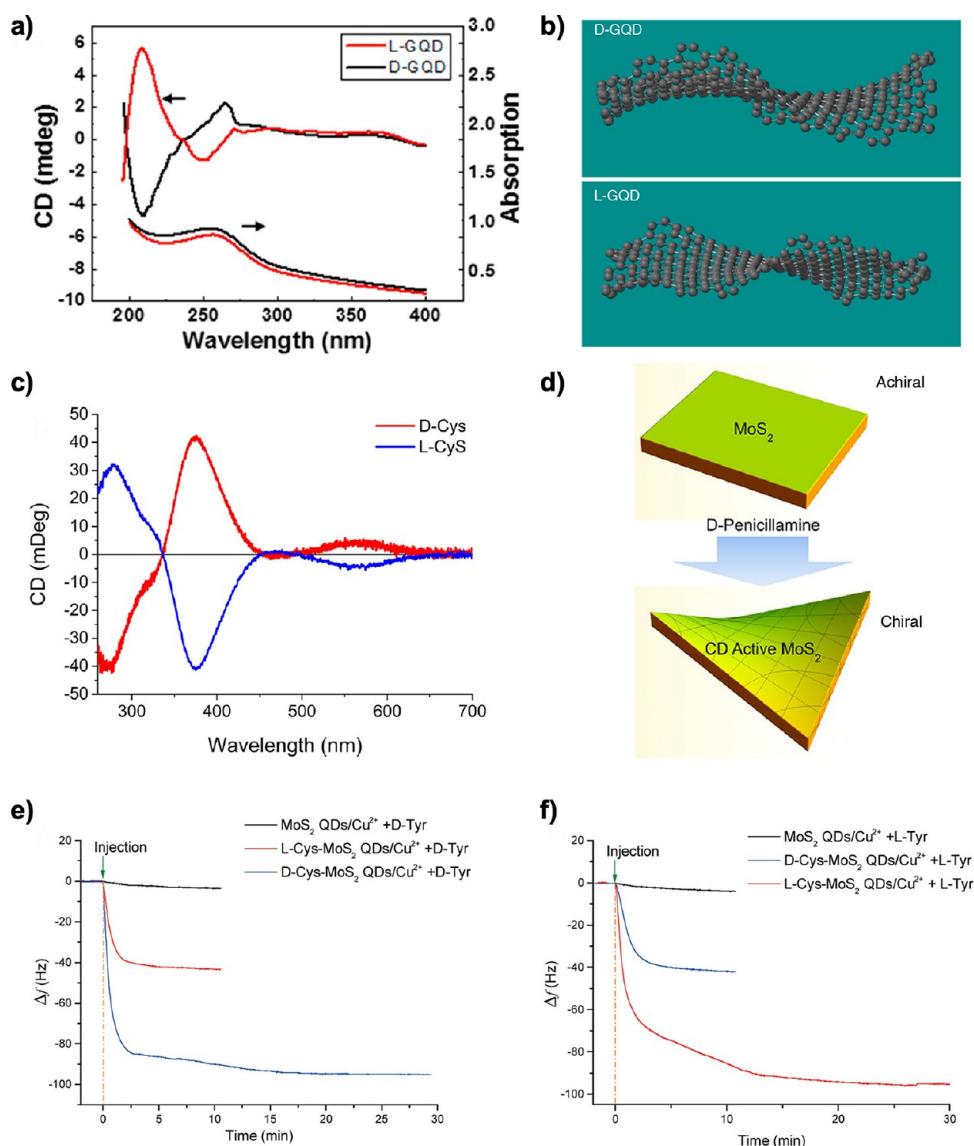 a)
L-GQD
D-GQD
CD (mdeg)
6
4
2
0
-2
-4
-6
-8
-10
3.0
2.5
2.0
1.5
1.0
0.5
Absorption
200 250 300 350 400
Wavelength (nm)
b)
D-GQD
L-GQD
c)
D-Cys
L-CyS
CD (mDeg)
50
40
30
20
10
0
-10
-20
-30
-40
-50
300 400 500 600 700
Wavelength (nm)
d)
Achiral
MoS2
D-Penicillamine
Chiral
CD Active MoS2
e)
MoS2 QDs/Cu2+ +D-Tyr
L-Cys-MoS2 QDs/Cu2+ +D-Tyr
D-Cys-MoS2 QDs/Cu2+ +D-Tyr
Injection
Δf (Hz)
20
0
-20
-40
-60
-80
-100
0 5 10 15 20 25 30
Time (min)
f)
MoS2 QDs/Cu2+ +L-Tyr
D-Cys-MoS2 QDs/Cu2+ +L-Tyr
L-Cys-MoS2 QDs/Cu2+ + L-Tyr
Injection
Δf (Hz)
20
0
-20
-40
-60
-80
-100
0 10 20 30
Time (min)